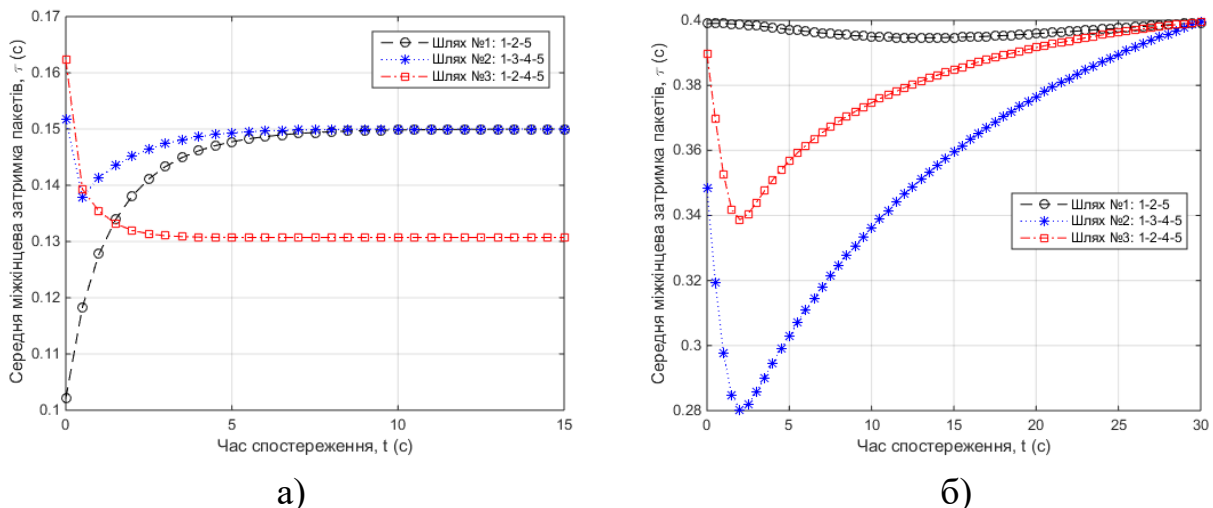 Середня міжкінцева затримка пакетів, τ (с)
0.17
0.16
0.15
0.14
0.13
0.12
0.11
0.1
0
5
10
15
Час спостереження, t (с)
Шлях №1: 1-2-5
Шлях №2: 1-3-4-5
Шлях №3: 1-2-4-5
а)
Середня міжкінцева затримка пакетів, τ (с)
0.4
0.38
0.36
0.34
0.32
0.3
0.28
0
5
10
15
20
25
30
Час спостереження, t (с)
Шлях №1: 1-2-5
Шлях №2: 1-3-4-5
Шлях №3: 1-2-4-5
б)